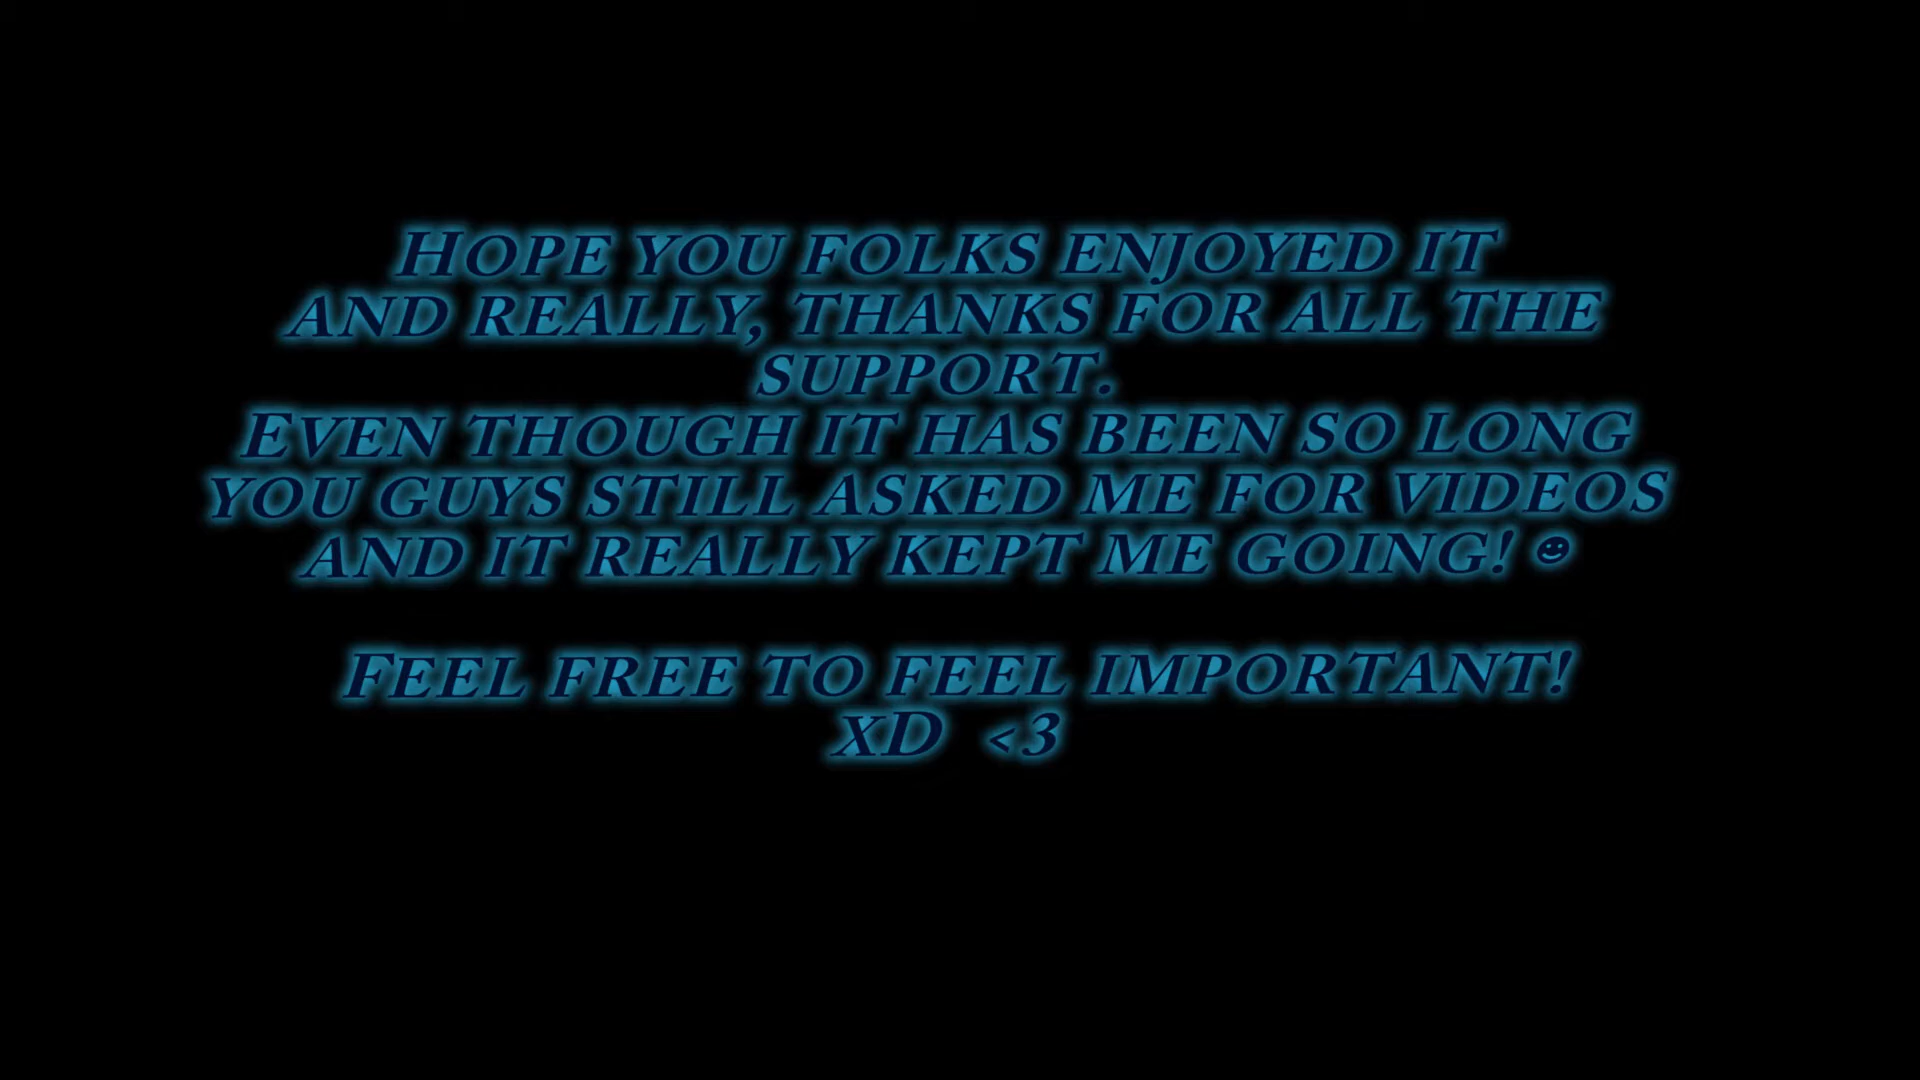 Hope you folks enjoyed it
and really, thanks for all the
support.
Even though it has been so long
you guys still asked me for videos
and it really kept me going! ☻
Feel free to feel important!
xD <3